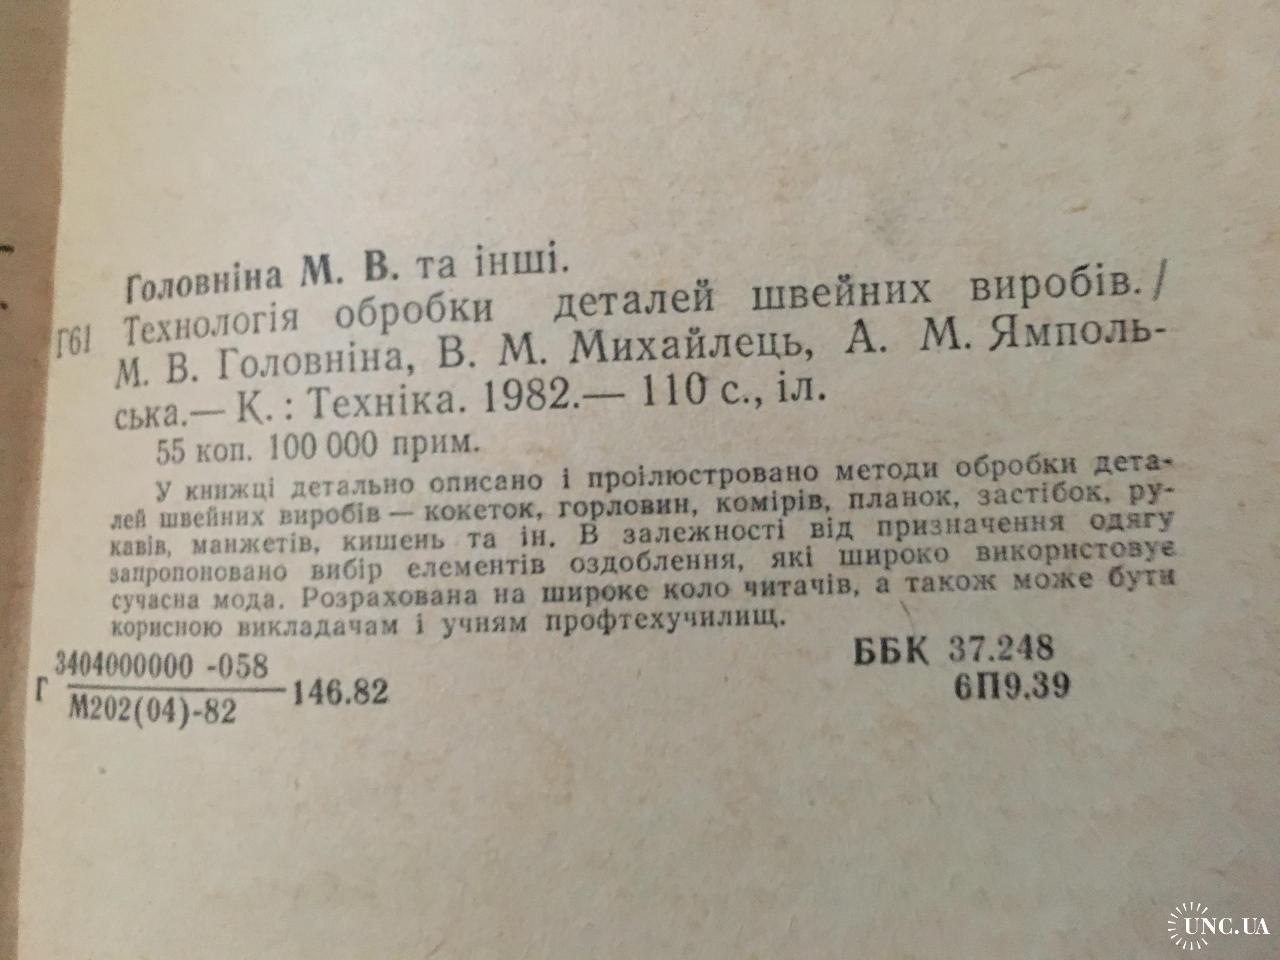 Головніна М. В. та інші.
Г61 Технологія обробки деталей швейних виробів. /
М. В. Головніна, В. М. Михайлець, А. М. Ямполь-
ська.— К. : Техніка. 1982.— 110 с., іл.
55 коп. 100 000 прим.
У книжці детально описано і проілюстровано методи обробки дета-
лей швейних виробів — кокеток, горловин, комірів, планок, застібок, ру-
кавів, манжетів, кишень та ін. В залежності від призначення одягу
запропоновано вибір елементів оздоблення, які широко використовує
сучасна мода. Розрахована на широке коло читачів, а також може бути
корисною викладачам і учням профтехучилищ.
Г 3404000000 -058
М202(04)-82
146.82
ББК 37.248
6П9.39
UNC.UA